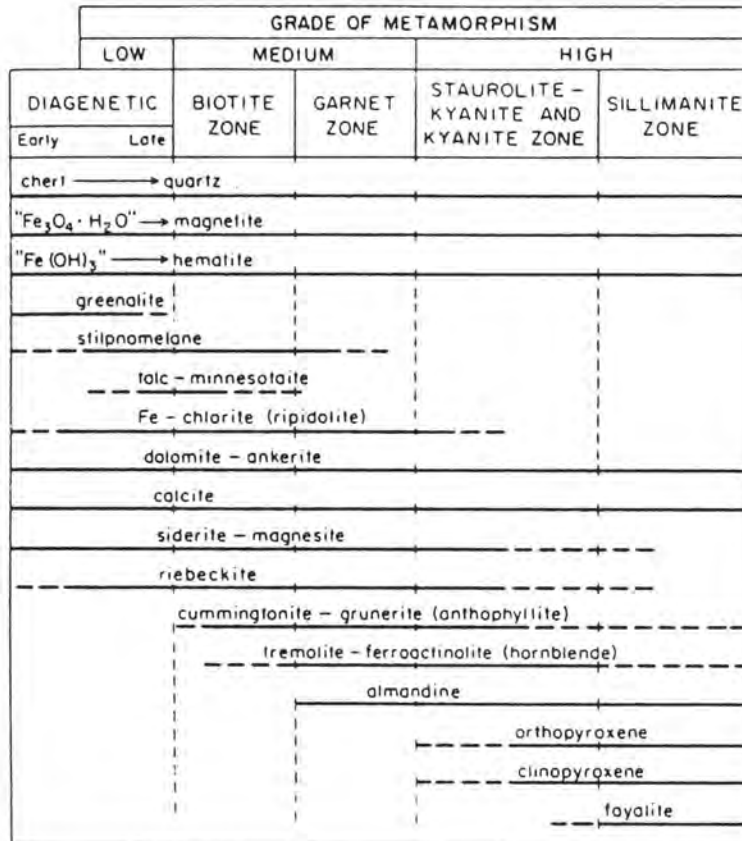 GRADE OF METAMORPHISM
LOW MEDIUM HIGH
DIAGENETIC
Early Late
BIOTITE
ZONE
GARNET
ZONE
STAUROLITE –
KYANITE AND
KYANITE ZONE
SILLIMANITE
ZONE
chert → quartz
"Fe₃O₄ · H₂O" → magnetite
"Fe(OH)₃" → hematite
greenalite
stilpnomelane
talc – minnesotaite
Fe – chlorite (ripidolite)
dolomite – ankerite
calcite
siderite – magnesite
riebeckite
cummingtonite – grunerite (anthophyllite)
tremolite – ferroactinolite (hornblende)
almandine
orthopyroxene
clinopyroxene
fayalite